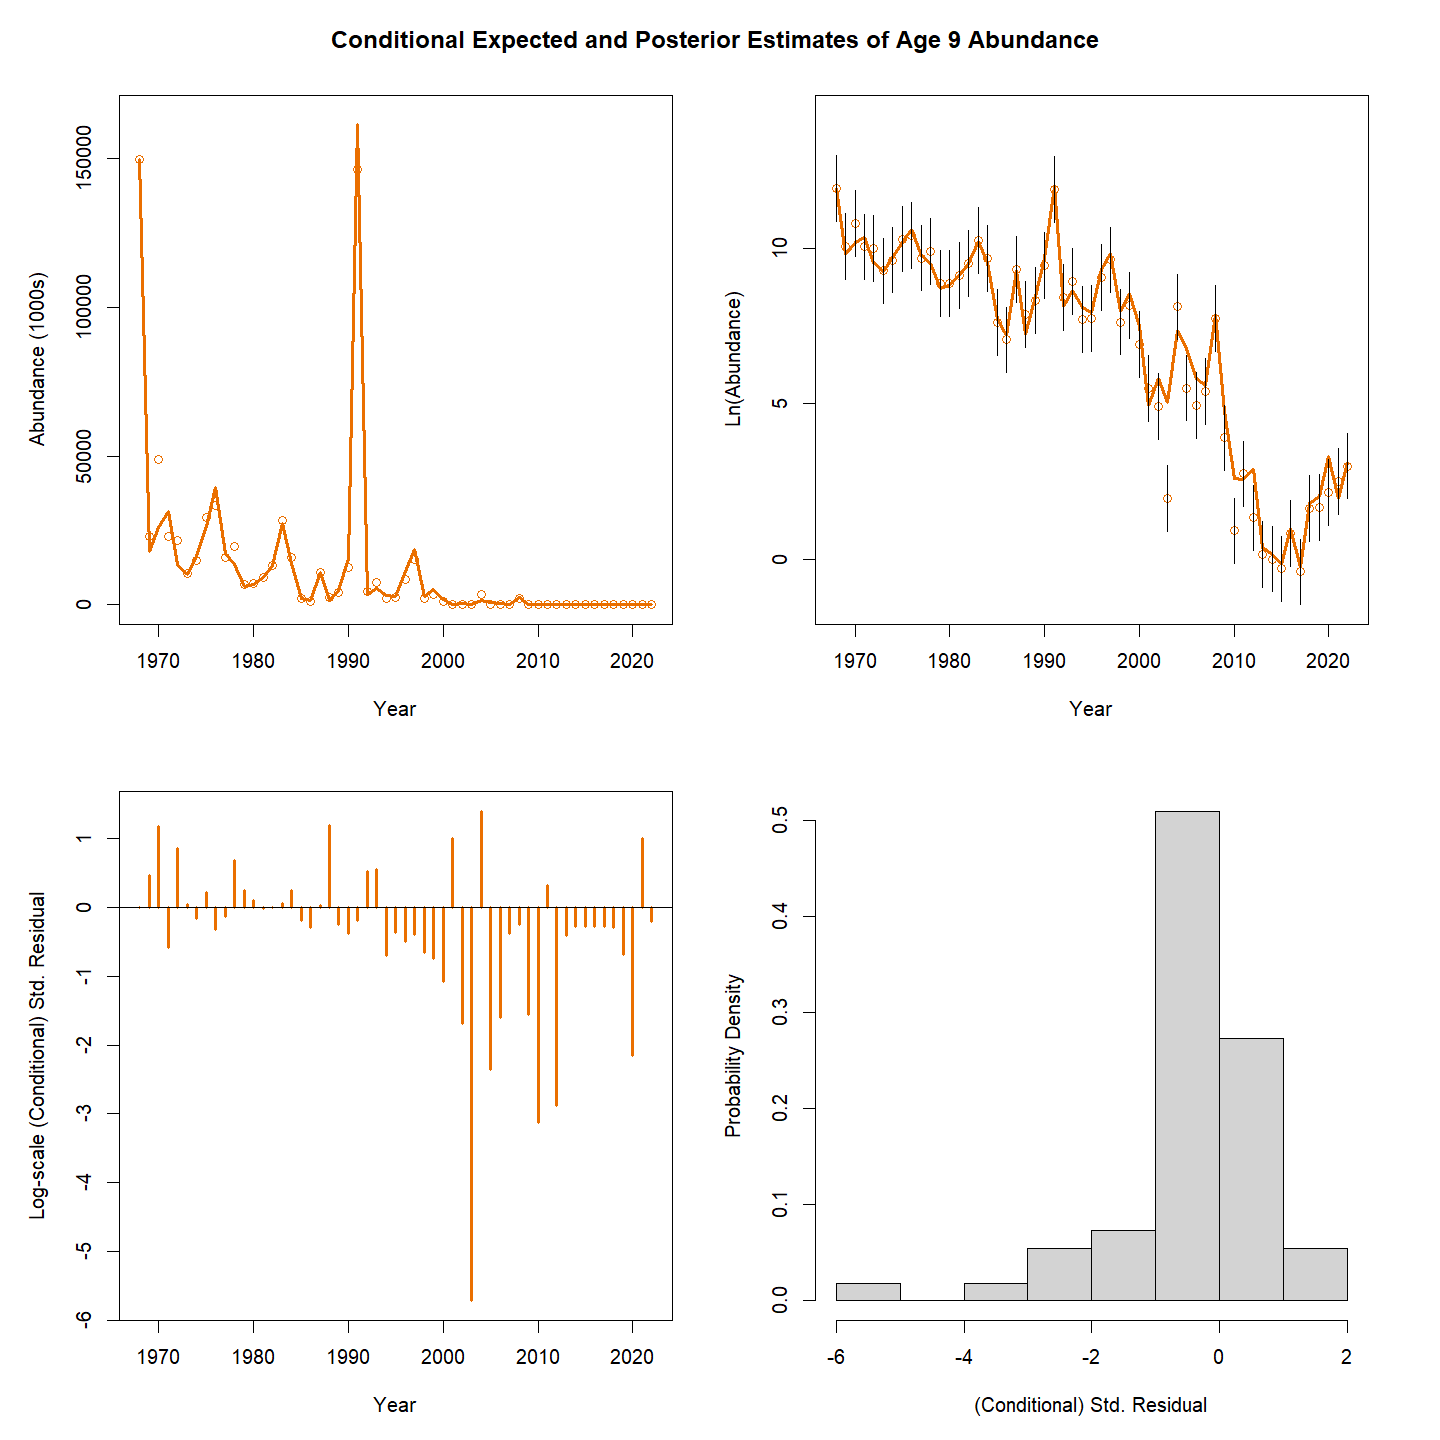 Conditional Expected and Posterior Estimates of Age 9 Abundance
Abundance (1000s)
150000
100000
50000
0
1970 1980 1990 2000 2010 2020
Year
Ln(Abundance)
10
5
0
1970 1980 1990 2000 2010 2020
Year
Log-scale (Conditional) Std. Residual
1
0
-1
-2
-3
-4
-5
-6
1970 1980 1990 2000 2010 2020
Year
Probability Density
0.5
0.4
0.3
0.2
0.1
0.0
-6 -4 -2 0 2
(Conditional) Std. Residual